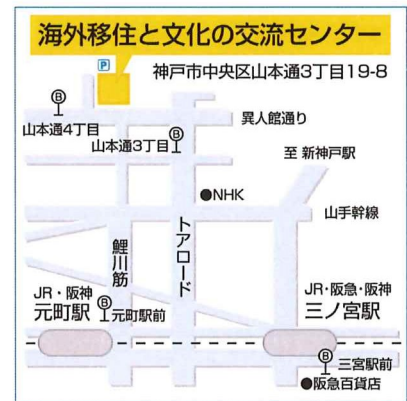 海外移住と文化の交流センター
P
神戸市中央区山本通3丁目19-8
B
山本通4丁目
B
山本通3丁目
異人館通り
至 新神戸駅
●NHK
山手幹線
鯉川筋
トアロード
JR・阪神
元町駅
B
元町駅前
JR・阪急・阪神
三ノ宮駅
B
三宮駅前
●阪急百貨店